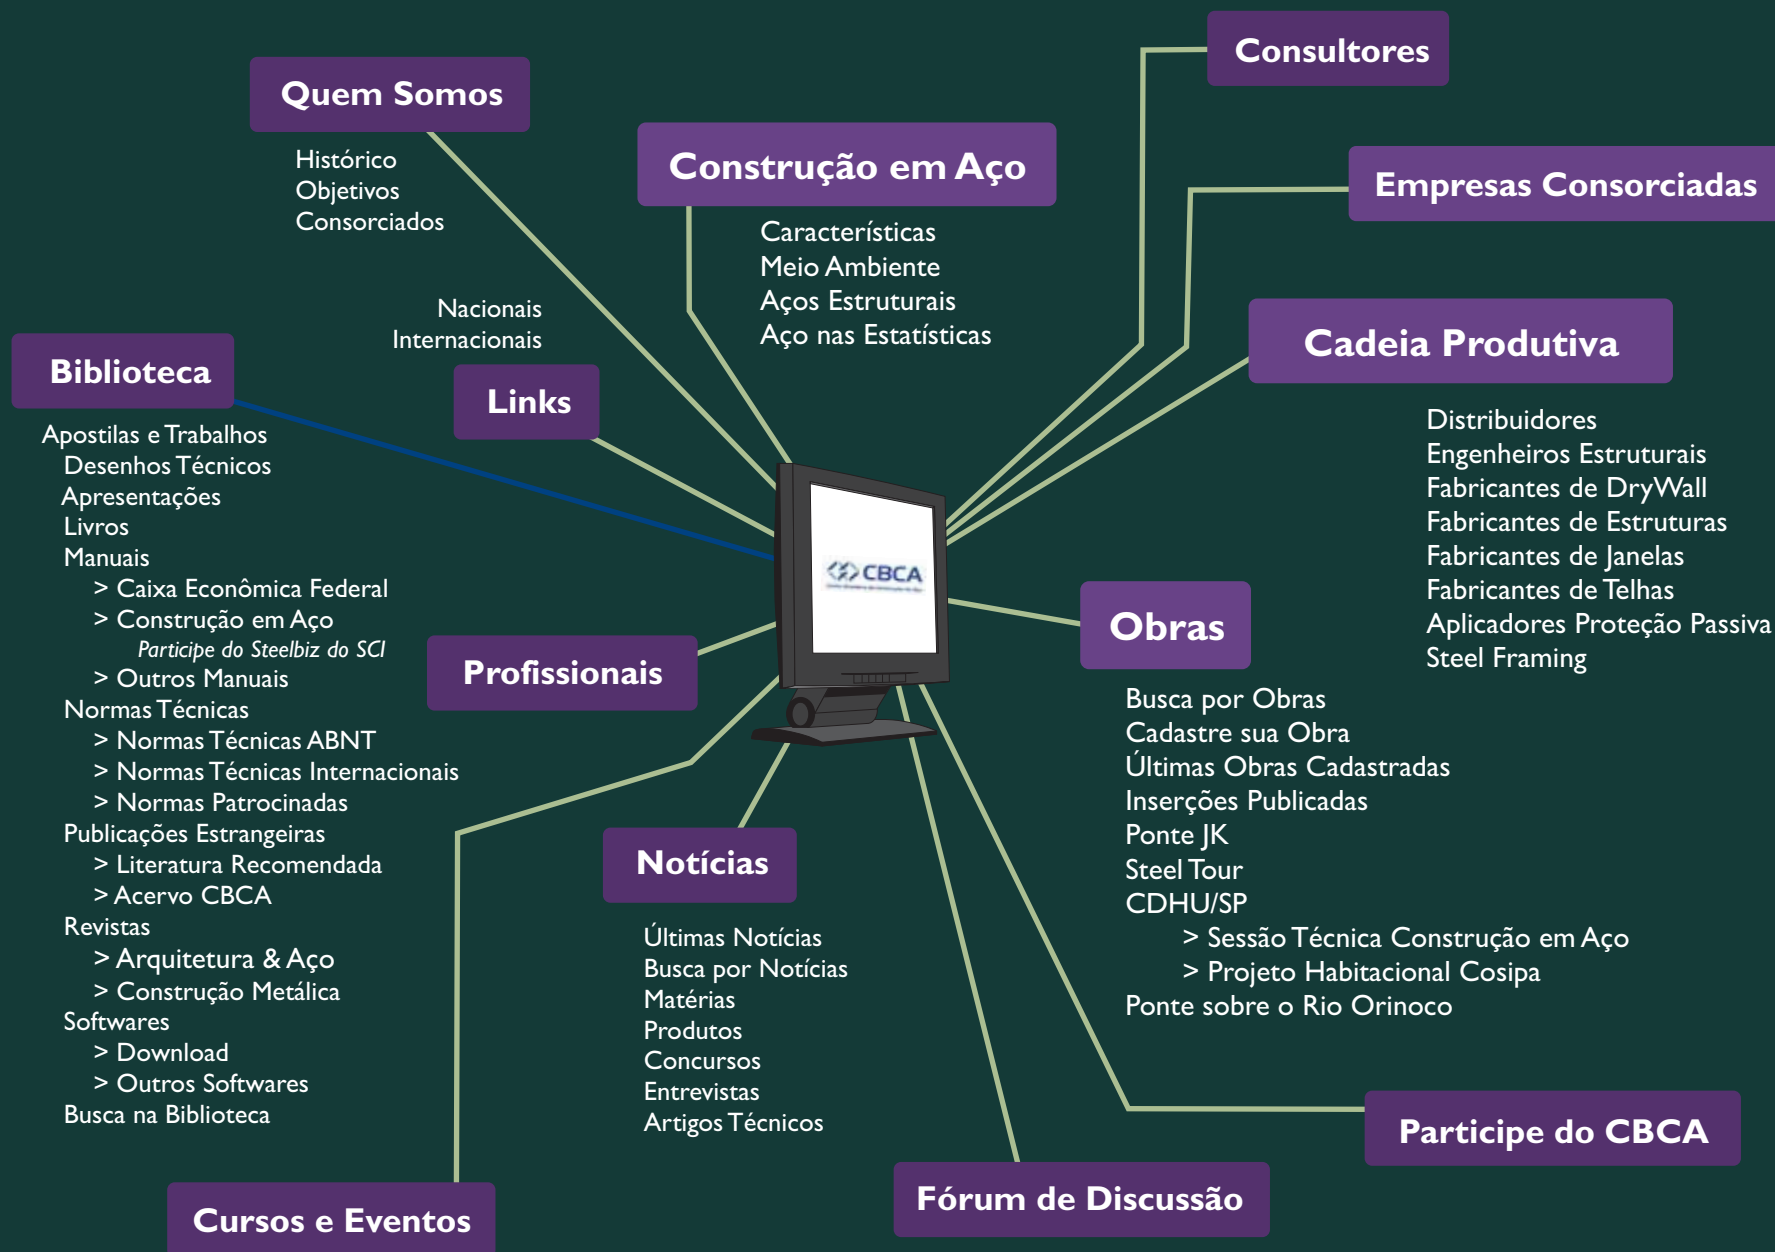 Quem Somos
Histórico
Objetivos
Consorciados
Construção em Aço
Características
Meio Ambiente
Aços Estruturais
Aço nas Estatísticas
Consultores
Empresas Consorciadas
Cadeia Produtiva
Distribuidores
Engenheiros Estruturais
Fabricantes de DryWall
Fabricantes de Estruturas
Fabricantes de Janelas
Fabricantes de Telhas
Aplicadores Proteção Passiva
Steel Framing
Nacionais
Internacionais
Links
Biblioteca
Apostilas e Trabalhos
Desenhos Técnicos
Apresentações
Livros
Manuais
> Caixa Econômica Federal
> Construção em Aço
Participe do Steelbiz do SCI
> Outros Manuais
Normas Técnicas
> Normas Técnicas ABNT
> Normas Técnicas Internacionais
> Normas Patrocinadas
Publicações Estrangeiras
> Literatura Recomendada
> Acervo CBCA
Revistas
> Arquitetura & Aço
> Construção Metálica
Softwares
> Download
> Outros Softwares
Busca na Biblioteca
CBCA
Profissionais
Obras
Busca por Obras
Cadastre sua Obra
Últimas Obras Cadastradas
Inserções Publicadas
Ponte JK
Steel Tour
CDHU/SP
> Sessão Técnica Construção em Aço
> Projeto Habitacional Cosipa
Ponte sobre o Rio Orinoco
Notícias
Últimas Notícias
Busca por Notícias
Matérias
Produtos
Concursos
Entrevistas
Artigos Técnicos
Participe do CBCA
Fórum de Discussão
Cursos e Eventos